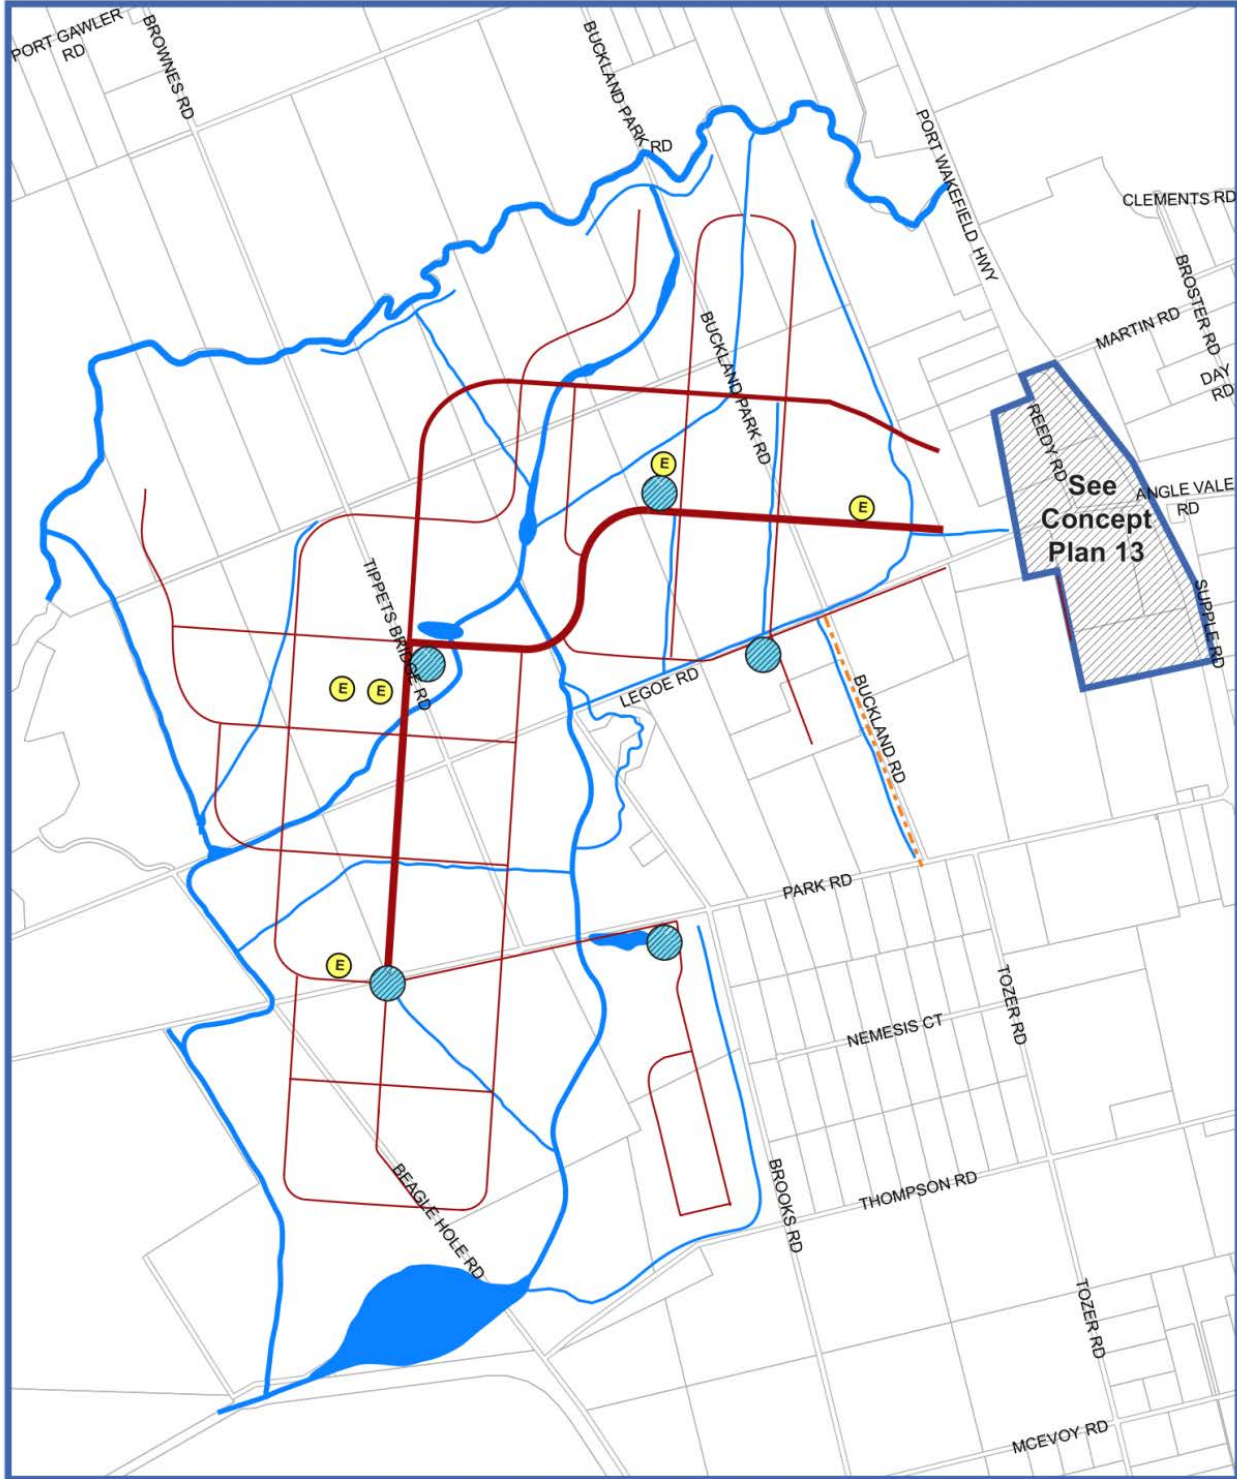 PORT GAWLER
RD
BROWNES RD
BUCKLAND PARK RD
PORT WAKEFIELD HWY
CLEMENTS RD
BROSTER RD
MARTIN RD
DAY
RD
BUCKLAND PARK RD
REEDY RD
See
Concept
Plan 13
ANGLE VALE
RD
E
E
TIPPETS BRIDGE RD
SUPPLE RD
E
E
LEGOE RD
BUCKLAND RD
PARK RD
E
TOZER RD
NEMESIS CT
BEAGLE HOLE RD
BROOKS RD
THOMPSON RD
TOZER RD
MCEVOY RD